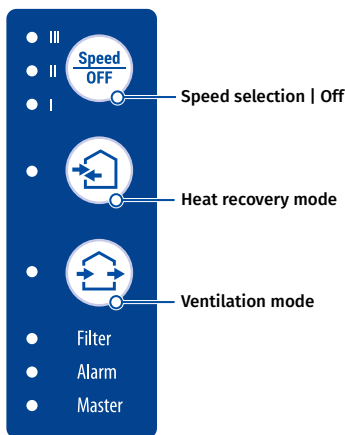 III
Speed
II
OFF
I
Speed selection | Off
Heat recovery mode
Ventilation mode
Filter
Alarm
Master